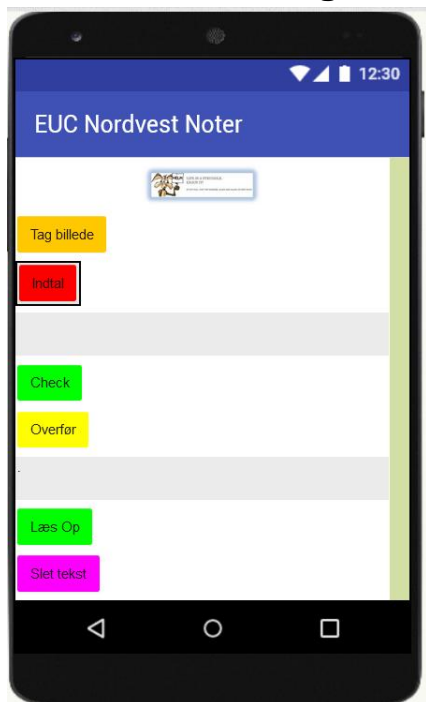 12:30
EUC Nordvest Noter
Tag billede
Indtal
Check
Overfør
.
Læs Op
Slet tekst